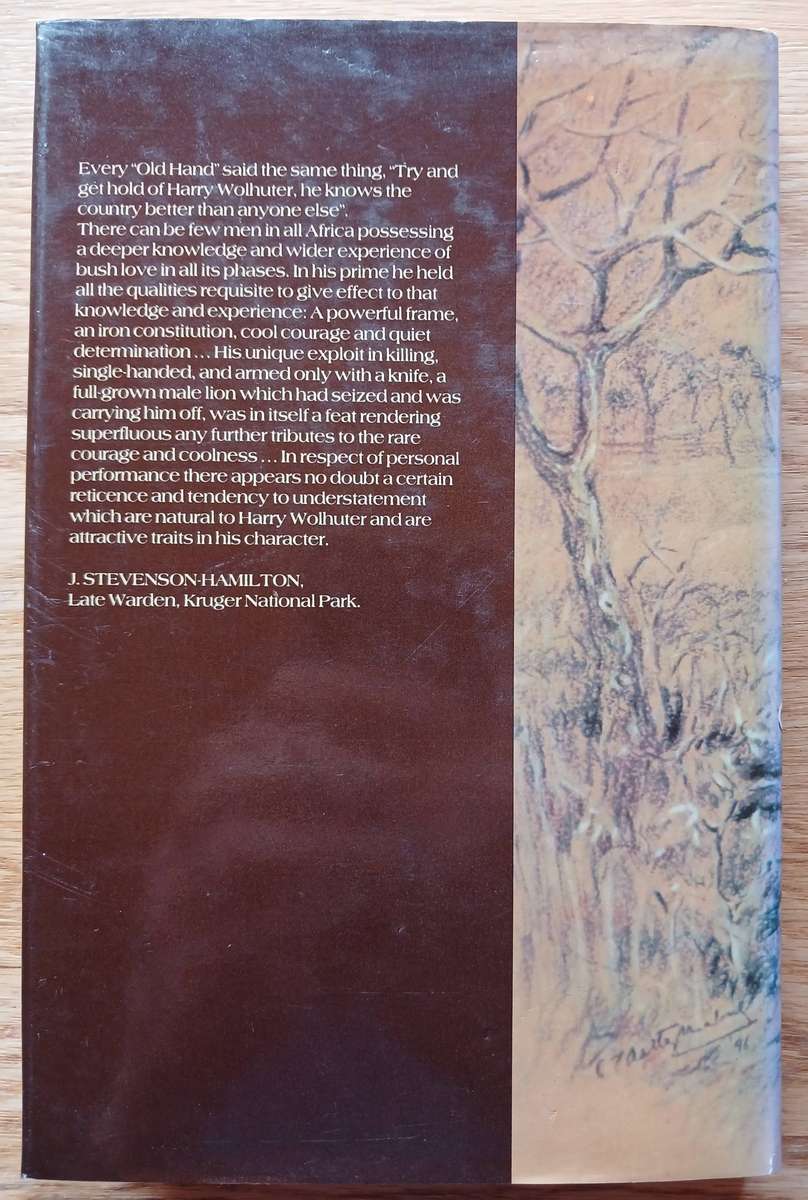 Every “Old Hand” said the same thing, “Try and
get hold of Harry Wolhuter, he knows the
country better than anyone else”.
There can be few men in all Africa possessing
a deeper knowledge and wider experience of
bush love in all its phases. In his prime he held
all the qualities requisite to give effect to that
knowledge and experience: A powerful frame,
an iron constitution, cool courage and quiet
determination ... His unique exploit in killing,
single-handed, and armed only with a knife, a
full-grown male lion which had seized and was
carrying him off, was in itself a feat rendering
superfluous any further tributes to the rare
courage and coolness ... In respect of personal
performance there appears no doubt a certain
reticence and tendency to understatement
which are natural to Harry Wolhuter and are
attractive traits in his character.
J. STEVENSON-HAMILTON,
Late Warden, Kruger National Park.